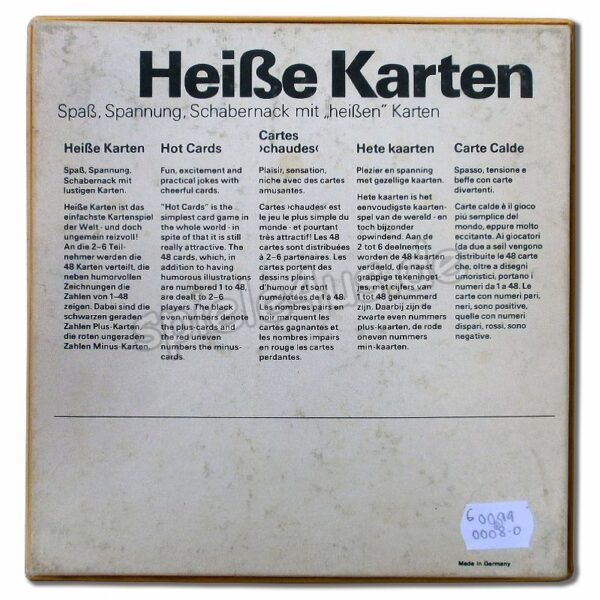 Heiße Karten
Spaß, Spannung, Schabernack mit „heißen“ Karten
Heiße Karten
Spaß, Spannung,
Schabernack mit
lustigen Karten.
Heiße Karten ist das
einfachste Kartenspiel
der Welt - und doch
ungemein reizvoll!
An die 2–6 Teil-
nehmer werden die
48 Karten verteilt, die
neben humorvollen
Zeichnungen die
Zahlen von 1–48
zeigen. Dabei sind die
schwarzen geraden
Zahlen Plus-Karten,
die roten ungeraden
Zahlen Minus-Karten.
Hot Cards
Fun, excitement and
practical jokes with
cheerful cards.
"Hot Cards" is the
simplest card game in
the whole world - in
spite of that it is still
really attractive. The
48 cards, which, in
addition to having
humorous illustrations
are numbered 1 to 48,
are dealt to 2–6
players. The black
even numbers denote
the plus-cards and
the red uneven
numbers the minus-
cards.
Cartes
›chaudes‹
Plaisir, sensation,
niche avec des cartes
amusantes.
Cartes ›chaudes‹ est
le jeu le plus simple du
monde - et pourtant
très attractif! Les 48
cartes sont distribuées
à 2–6 partenaires. Les
cartes portent des
dessins pleins
d'humour et sont
numérotées de 1 à 48.
Les nombres pairs en
noir marquent les
cartes gagnantes et
les nombres impairs
en rouge les cartes
perdantes.
Hete kaarten
Plezier en spanning
met gezellige kaarten.
Hete kaarten is het
eenvoudigste kaarten-
spel van de wereld - en
toch bijzonder
opwindend. Aan de
2 tot 6 deelnemers
worden de 48 kaarten
verdeeld, die naast
grappige tekeningen
van 1 tot 48 genummerd
zijn. Daarbij zijn de
zwarte even nummers
plus-kaarten, de rode
oneven nummers
min-kaarten.
Carte Calde
Spasso, tensione e
beffe con carte
divertenti.
Carte calde è il gioco
più semplice del
mondo, eppure molto
eccitante. Ai giocatori
da due a sei vengono
distribuite le 48 carte
che, oltre a disegni
umoristici, portano i
numeri da 1 a 48. Le
carte con numeri pari,
neri, sono positive,
quelle con numeri
dispari, rossi, sono
negative.
60099
0008-0
Made in Germany